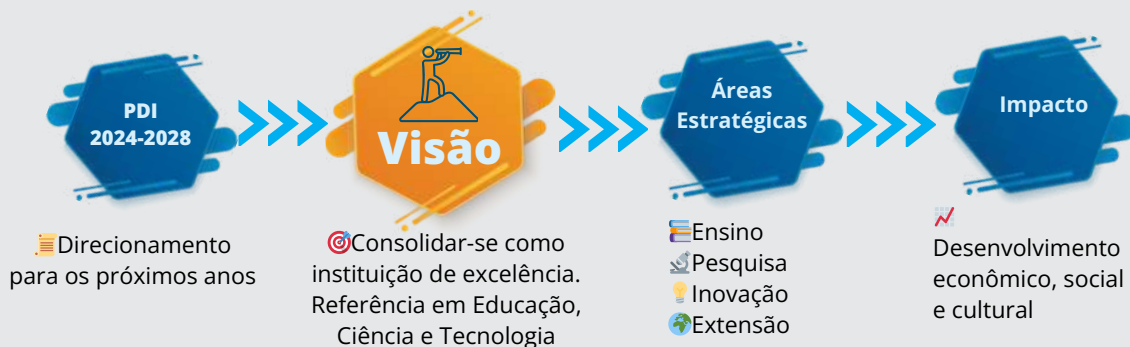 PDI
2024-2028
📜Direcionamento
para os próximos anos
Visão
🎯Consolidar-se como
instituição de excelência.
Referência em Educação,
Ciência e Tecnologia
Áreas
Estratégicas
📚Ensino
🔬Pesquisa
💡Inovação
🌍Extensão
Impacto
📈
Desenvolvimento
econômico, social
e cultural